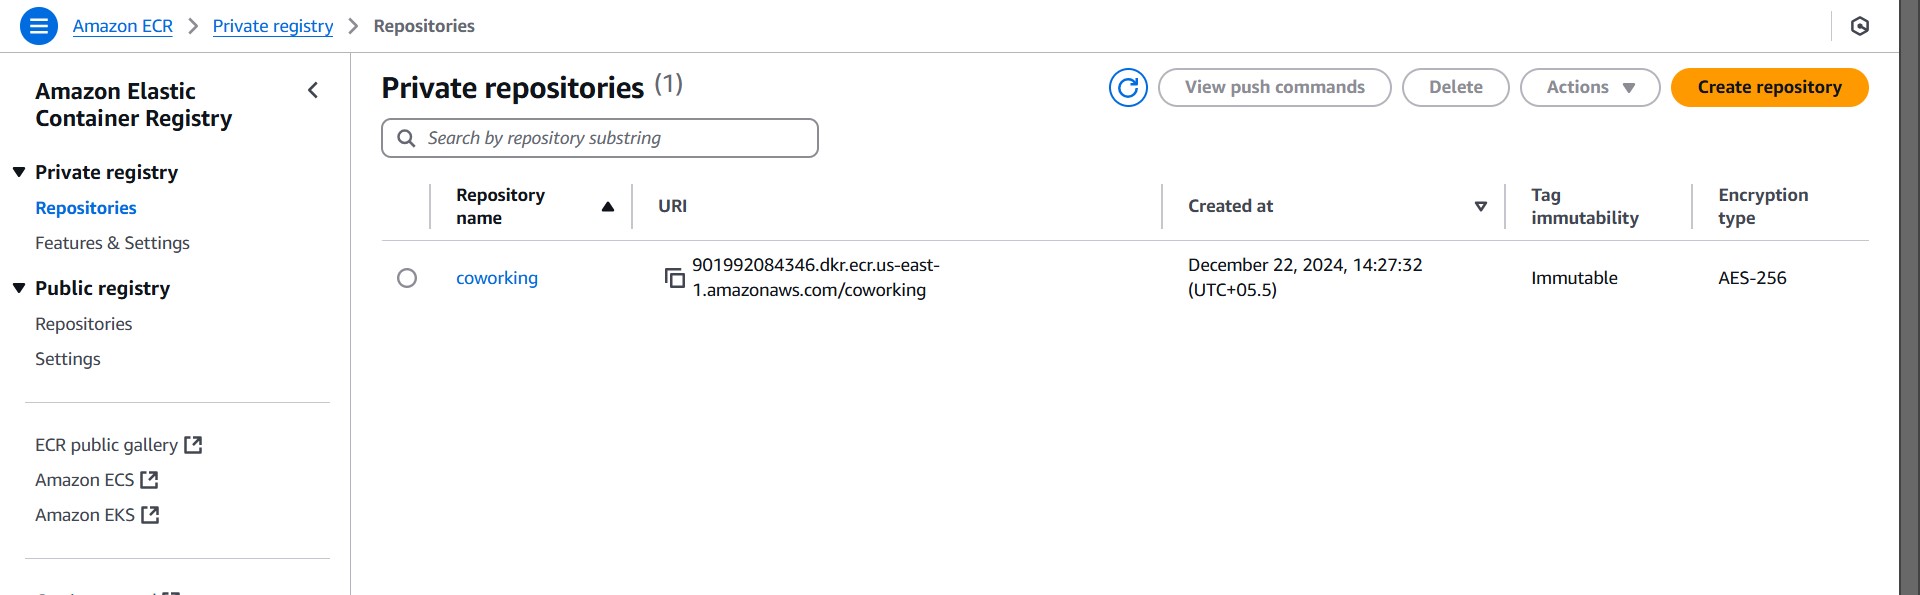 Amazon ECR
Private registry
Repositories
Amazon Elastic
Container Registry
Private registry
Repositories
Features & Settings
Public registry
Repositories
Settings
ECR public gallery
Amazon ECS
Amazon EKS
Private repositories (1)
View push commands
Delete
Actions
Create repository
Search by repository substring
Repository
name
URI
Created at
Tag
immutability
Encryption
type
coworking
901992084346.dkr.ecr.us-east-
1.amazonaws.com/coworking
December 22, 2024, 14:27:32
(UTC+05.5)
Immutable
AES-256